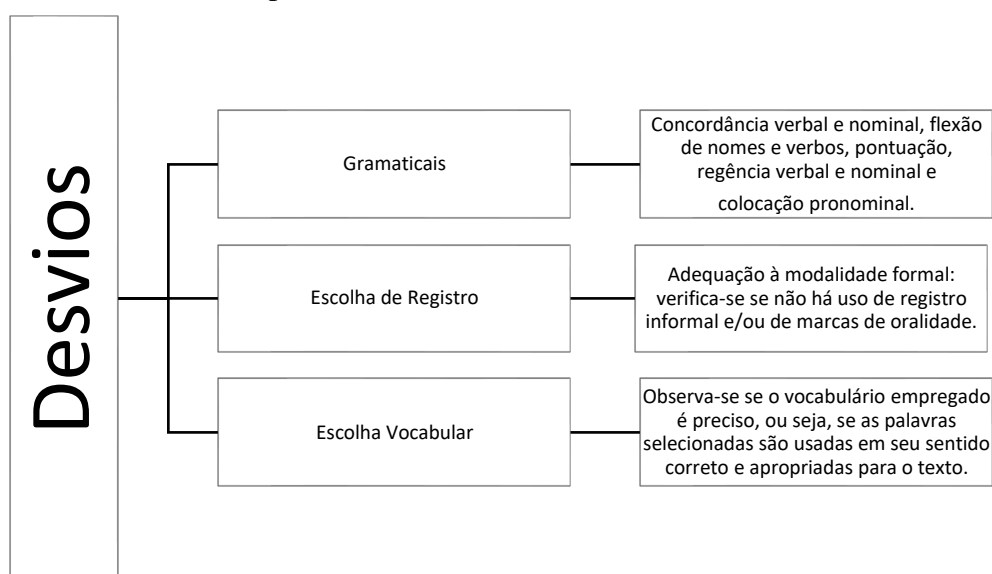 Desvios
Gramaticais
Concordância verbal e nominal, flexão
de nomes e verbos, pontuação,
regência verbal e nominal e
colocação pronominal.
Escolha de Registro
Adequação à modalidade formal:
verifica-se se não há uso de registro
informal e/ou de marcas de oralidade.
Escolha Vocabular
Observa-se se o vocabulário empregado
é preciso, ou seja, se as palavras
selecionadas são usadas em seu sentido
correto e apropriadas para o texto.